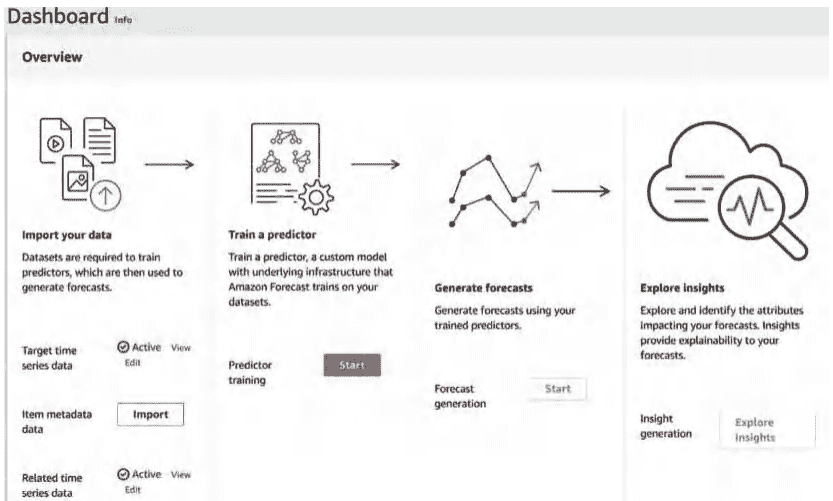 Dashboard Info
Overview
Import your data
Datasets are required to train
predictors, which are then used to
generate forecasts.
Target time
series data
Active View
Edit
Item metadata
data
Import
Related time
series data
Active View
Edit
Train a predictor
Train a predictor, a custom model
with underlying infrastructure that
Amazon Forecast trains on your
datasets.
Predictor
training
Start
Generate forecasts
Generate forecasts using your
trained predictors.
Forecast
generation
Start
Explore insights
Explore and identify the attributes
impacting your forecasts. Insights
provide explainability to your
forecasts.
Insight
generation
Explore
insights